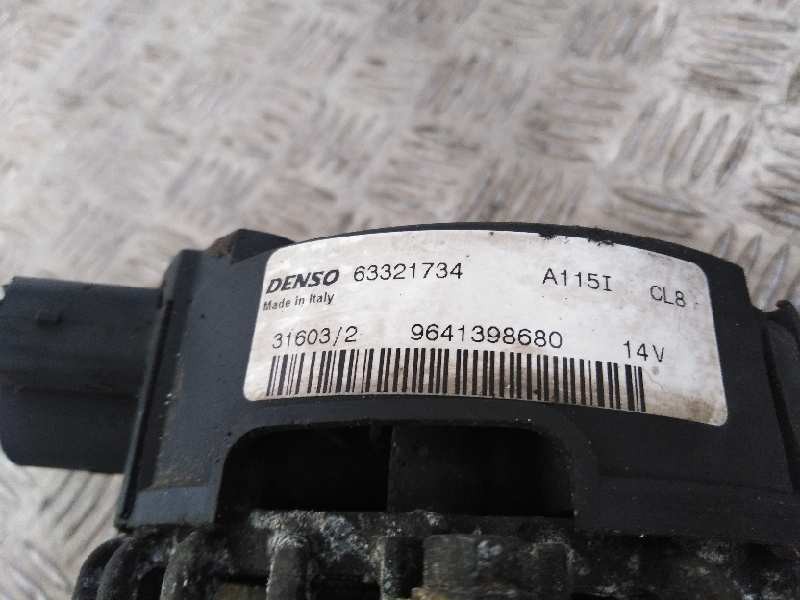 DENSO 63321734 A115I CL8
Made in Italy
31603/2 9641398680 14V